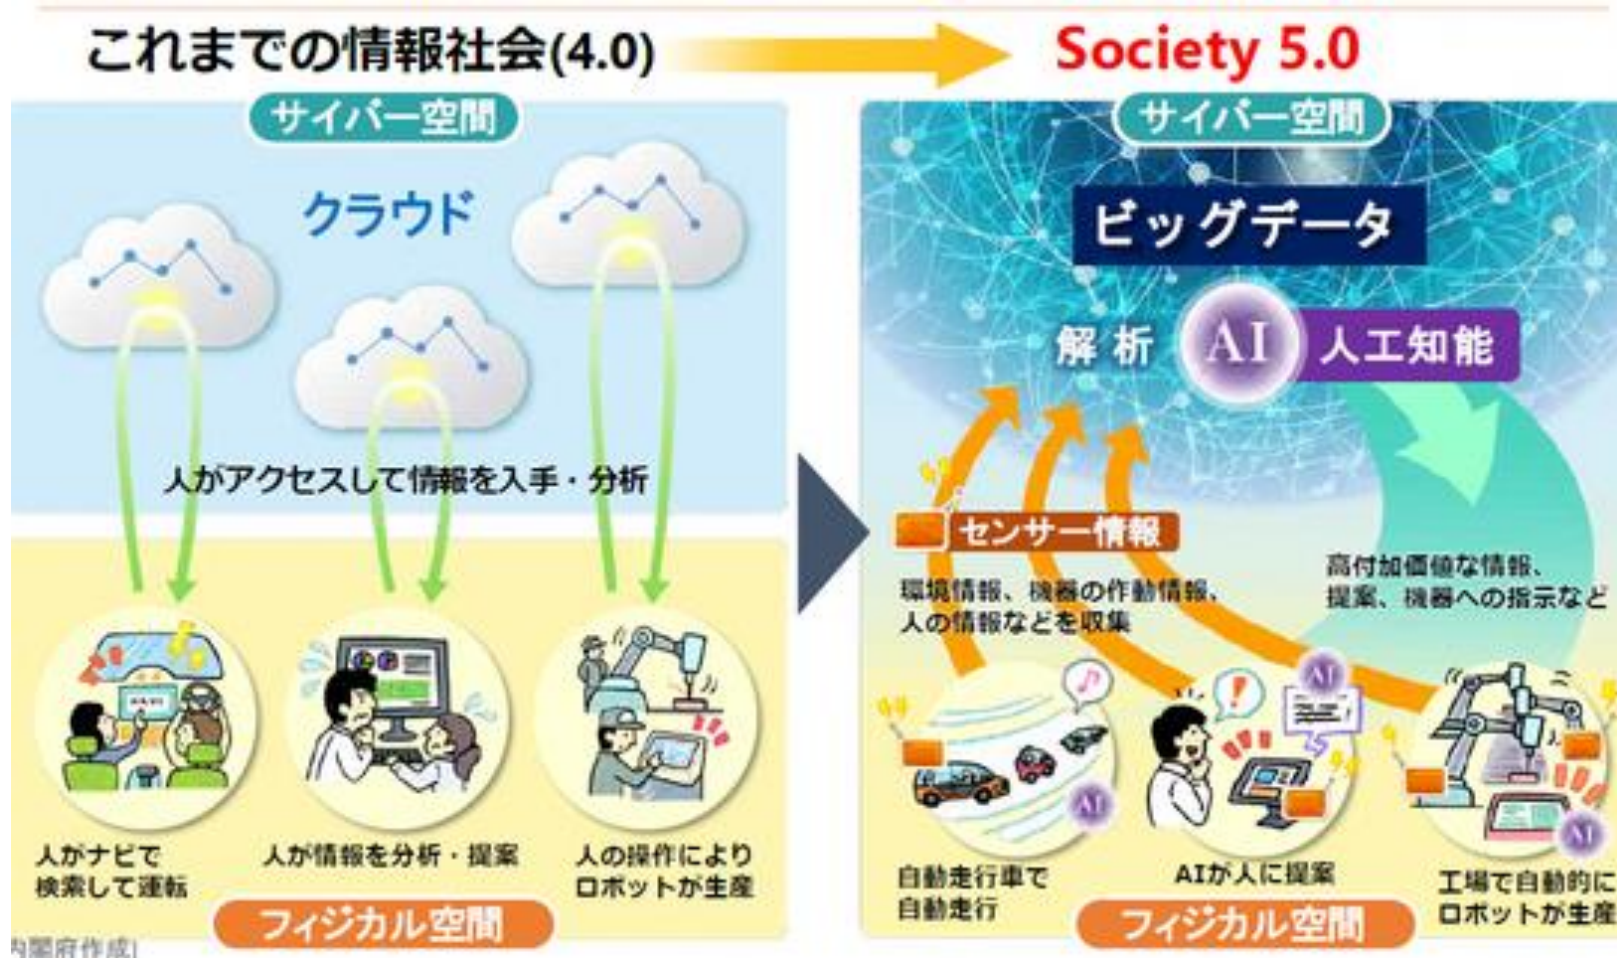 これまでの情報社会(4.0)
Society 5.0
サイバー空間
クラウド
人がアクセスして情報を入手・分析
人がナビで
検索して運転
人が情報を分析・提案
人の操作により
ロボットが生産
フィジカル空間
サイバー空間
ビッグデータ
解析
AI
人工知能
センサー情報
環境情報、機器の作動情報、
人の情報などを収集
高付加価値な情報、
提案、機器への指示など
AI
AI
AI
自動走行車で
自動走行
AIが人に提案
工場で自動的に
ロボットが生産
フィジカル空間
内閣府作成)